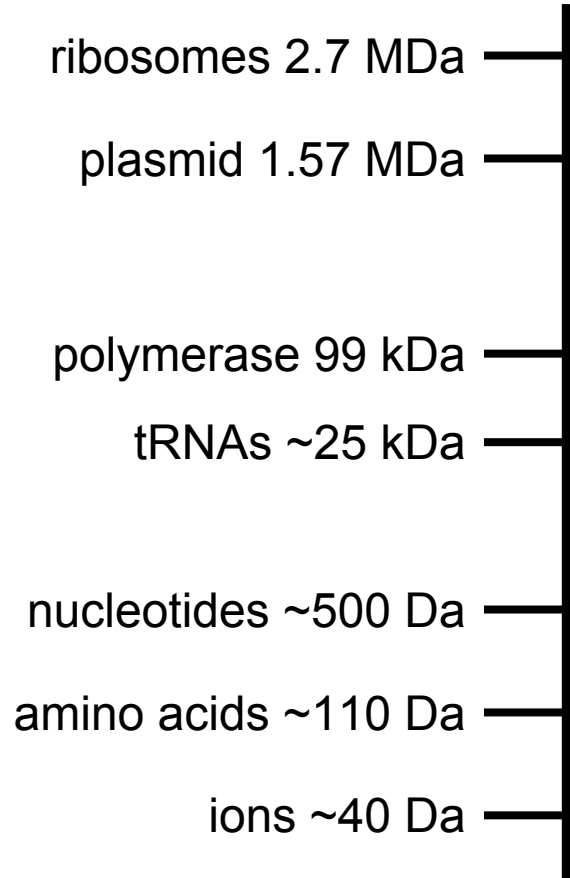 ribosomes 2.7 MDa
plasmid 1.57 MDa
polymerase 99 kDa
tRNAs ~25 kDa
nucleotides ~500 Da
amino acids ~110 Da
ions ~40 Da